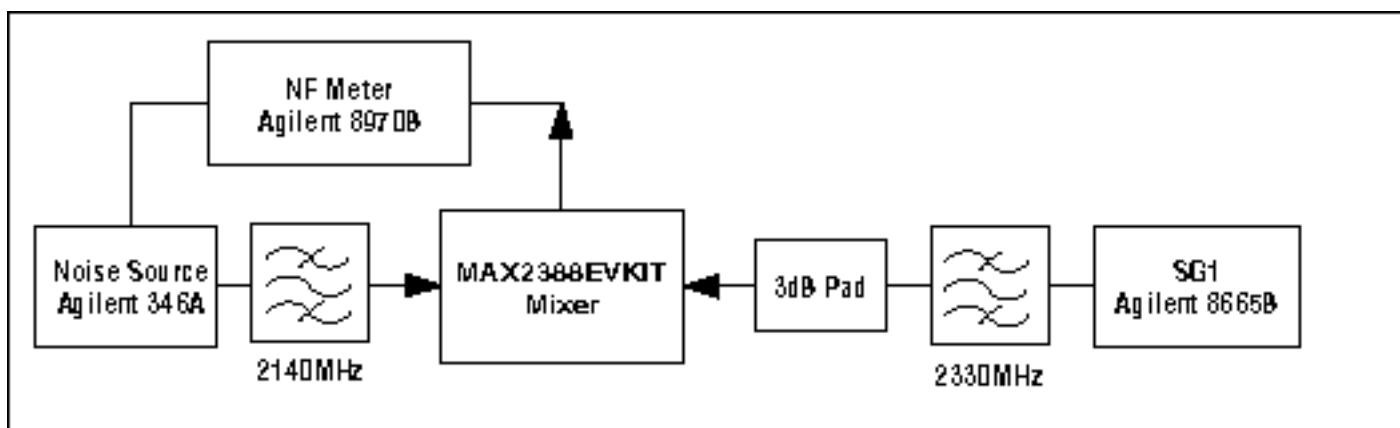 NF Meter
Agilent 8970B
Noise Source
Agilent 346A
2140MHz
MAX2388EVKIT
Mixer
3dB Pad
2330MHz
SG1
Agilent 8665B